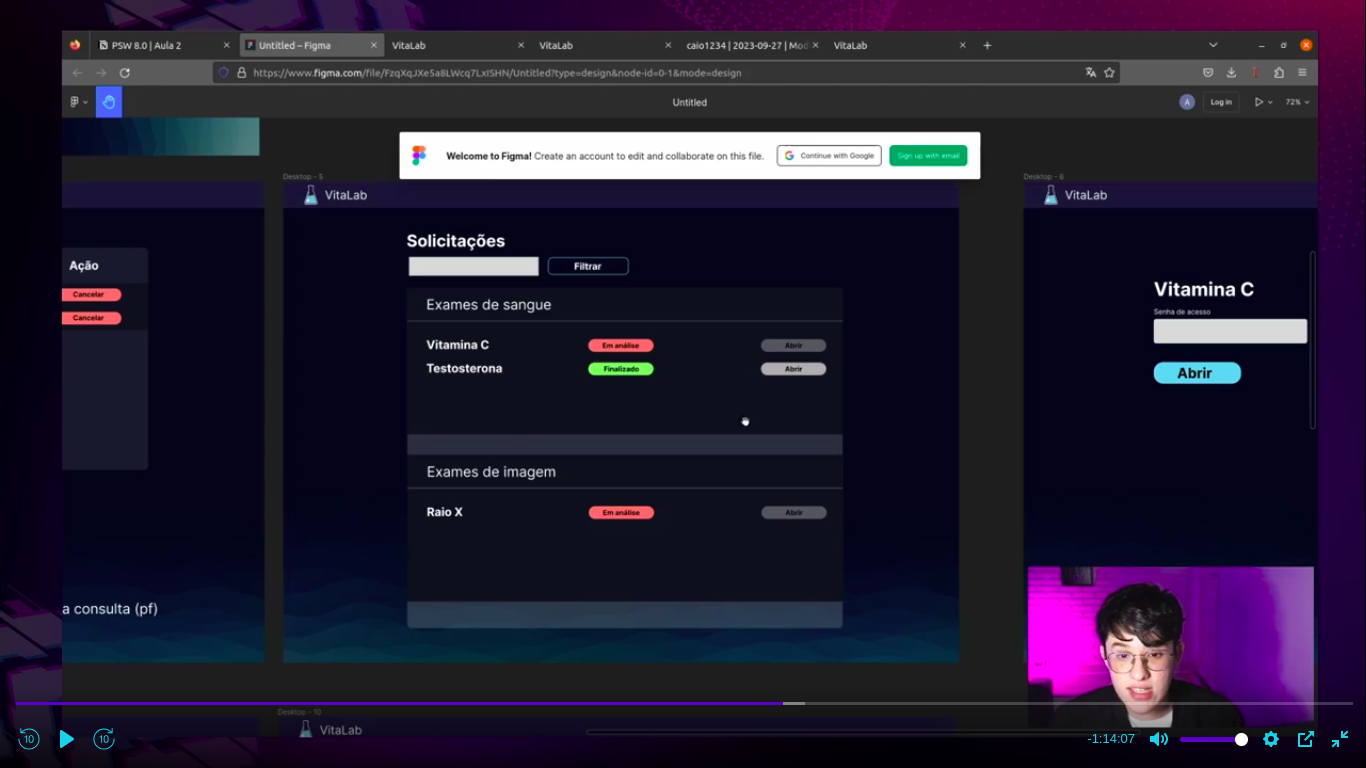 PSW 8.0 | Aula 2
Untitled – Figma
VitaLab
VitaLab
caio1234 | 2023-09-27 | Mod
VitaLab
https://www.figma.com/file/FzqXqJXe5a8LWcq7LxISHN/Untitled?type=design&node-id=0-1&mode=design
Untitled
A
Log in
72%
Welcome to Figma! Create an account to edit and collaborate on this file.
Continue with Google
Sign up with email
Desktop – 5
Desktop – 6
VitaLab
VitaLab
Ação
Cancelar
Cancelar
a consulta (pf)
Solicitações
Filtrar
Exames de sangue
Vitamina C
Em análise
Abrir
Testosterona
Finalizado
Abrir
Exames de imagem
Raio X
Em análise
Abrir
Vitamina C
Senha de acesso
Abrir
Desktop – 10
VitaLab
10
10
-1:14:07